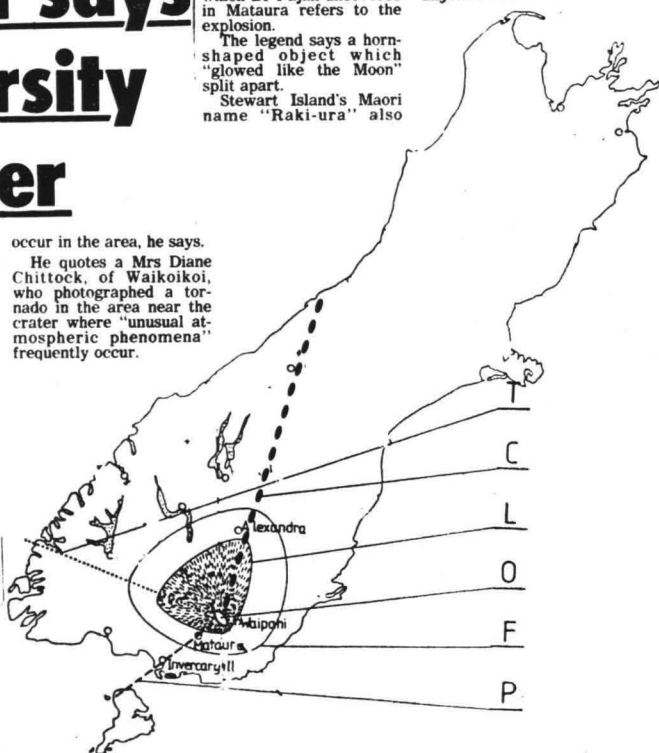 says
rsity
er
in Mataura refers to the
explosion.
The legend says a horn-
shaped object which
"glowed like the Moon"
split apart.
Stewart Island's Maori
name "Raki-ura" also
occur in the area, he says.
He quotes a Mrs Diane
Chittock, of Waikoikoi,
who photographed a tor-
nado in the area near the
crater where "unusual at-
mospheric phenomena"
frequently occur.
T
C
L
Alexandra
O
Waipahi
F
Mataura
Invercargill
P